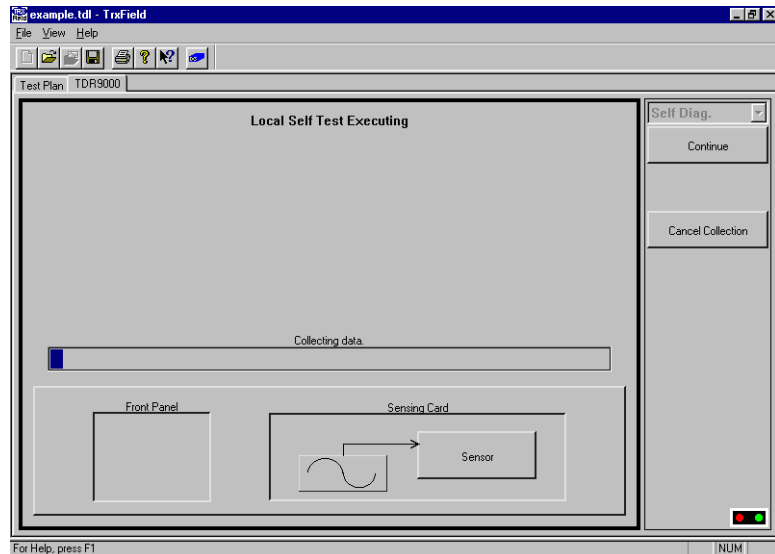 example.tdl - TrxField
File View Help
Test Plan TDR9000
Local Self Test Executing
Self Diag.
Continue
Cancel Collection
Collecting data.
Front Panel
Sensing Card
Sensor
For Help, press F1
NUM